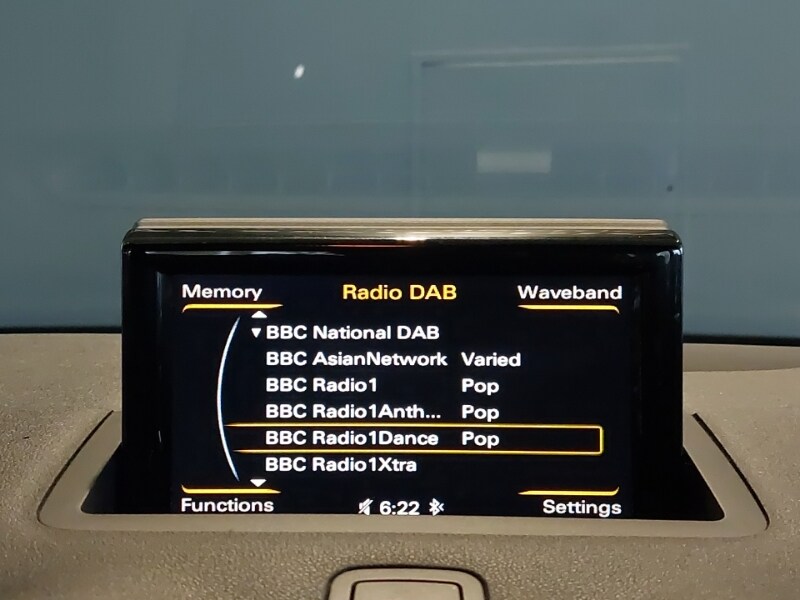 Memory Radio DAB Waveband
BBC National DAB
BBC AsianNetwork Varied
BBC Radio1 Pop
BBC Radio1Anth... Pop
BBC Radio1Dance Pop
BBC Radio1Xtra
Functions 6:22 Settings